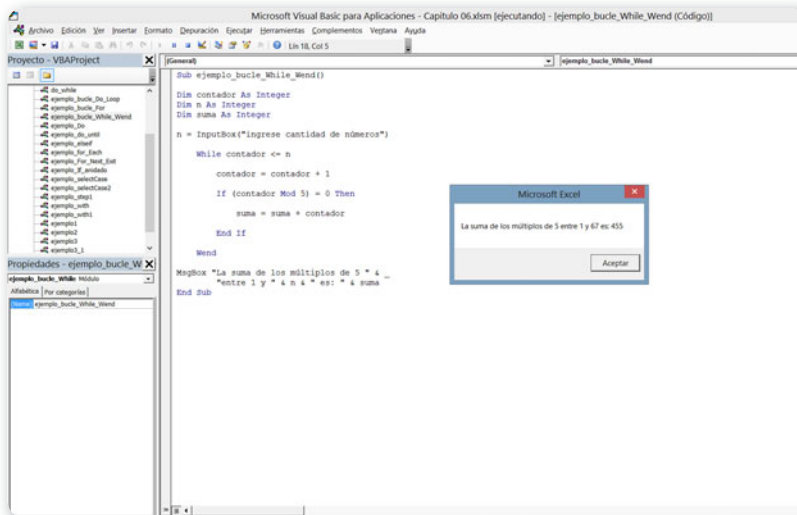 Microsoft Visual Basic para Aplicaciones - Capítulo 06.xlsm [ejecutando] - [ejemplo_bucle_While_Wend (Código)]
Archivo Edición Ver Insertar Formato Depuración Ejecutar Herramientas Complementos Ventana Ayuda
Lín 18, Col 5
Proyecto - VBAProject
do_while
ejemplo_bucle_Do_Loop
ejemplo_bucle_For
ejemplo_bucle_While_Wend
ejemplo_Do
ejemplo_do_until
ejemplo_elseif
ejemplo_for_Each
ejemplo_For_Next_Exit
ejemplo_If_anidado
ejemplo_selectCase
ejemplo_selectCase2
ejemplo_step1
ejemplo_with
ejemplo_with1
ejemplo1
ejemplo2
ejemplo3
ejemplo3_1
Propiedades - ejemplo_bucle_W
ejemplo_bucle_While Módulo
Alfabética Por categorías
(Name) ejemplo_bucle_While_Wend
(General) ejemplo_bucle_While_Wend
Sub ejemplo_bucle_While_Wend()
Dim contador As Integer
Dim n As Integer
Dim suma As Integer
n = InputBox("ingrese cantidad de números")
While contador <= n
contador = contador + 1
If (contador Mod 5) = 0 Then
suma = suma + contador
End If
Wend
MsgBox "La suma de los múltiplos de 5 " & _
"entre 1 y " & n & " es: " & suma
End Sub
Microsoft Excel
La suma de los múltiplos de 5 entre 1 y 67 es: 455
Aceptar